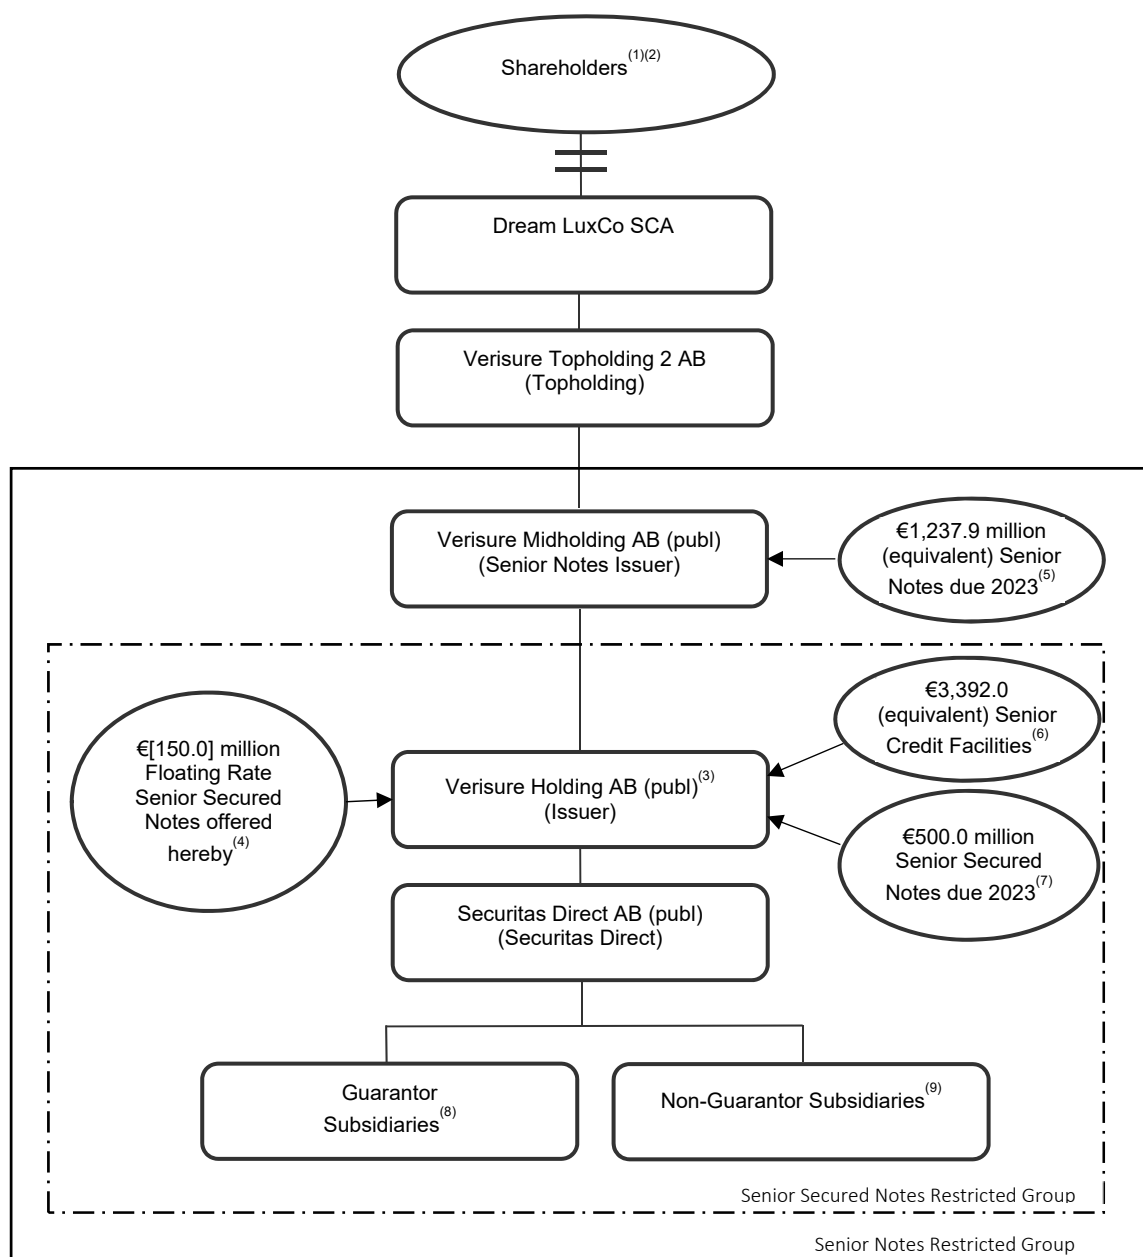 Shareholders(1)(2)
Dream LuxCo SCA
Verisure Topholding 2 AB
(Topholding)
Verisure Midholding AB (publ)
(Senior Notes Issuer)
€1,237.9 million
(equivalent) Senior
Notes due 2023(5)
€[150.0] million
Floating Rate
Senior Secured
Notes offered
hereby(4)
Verisure Holding AB (publ)(3)
(Issuer)
€3,392.0
(equivalent) Senior
Credit Facilities(6)
€500.0 million
Senior Secured
Notes due 2023(7)
Securitas Direct AB (publ)
(Securitas Direct)
Guarantor
Subsidiaries(8)
Non-Guarantor Subsidiaries(9)
Senior Secured Notes Restricted Group
Senior Notes Restricted Group